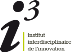 i3
institut
interdisciplinaire
de l'innovation